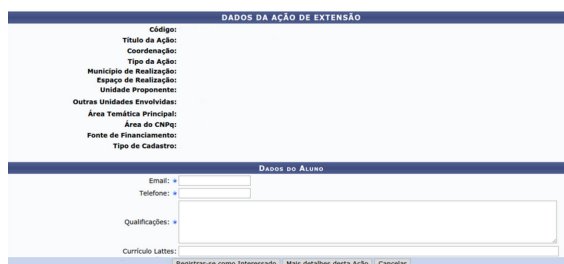 DADOS DA AÇÃO DE EXTENSÃO
Código:
Título da Ação:
Coordenação:
Tipo da Ação:
Município de Realização:
Espaço de Realização:
Unidade Proponente:
Outras Unidades Envolvidas:
Área Temática Principal:
Área do CNPq:
Fonte de Financiamento:
Tipo de Cadastro:
DADOS DO ALUNO
Email:
Telefone:
Qualificações:
Currículo Lattes:
Registrar-se como Interessado Mais detalhes desta Ação Cancelar